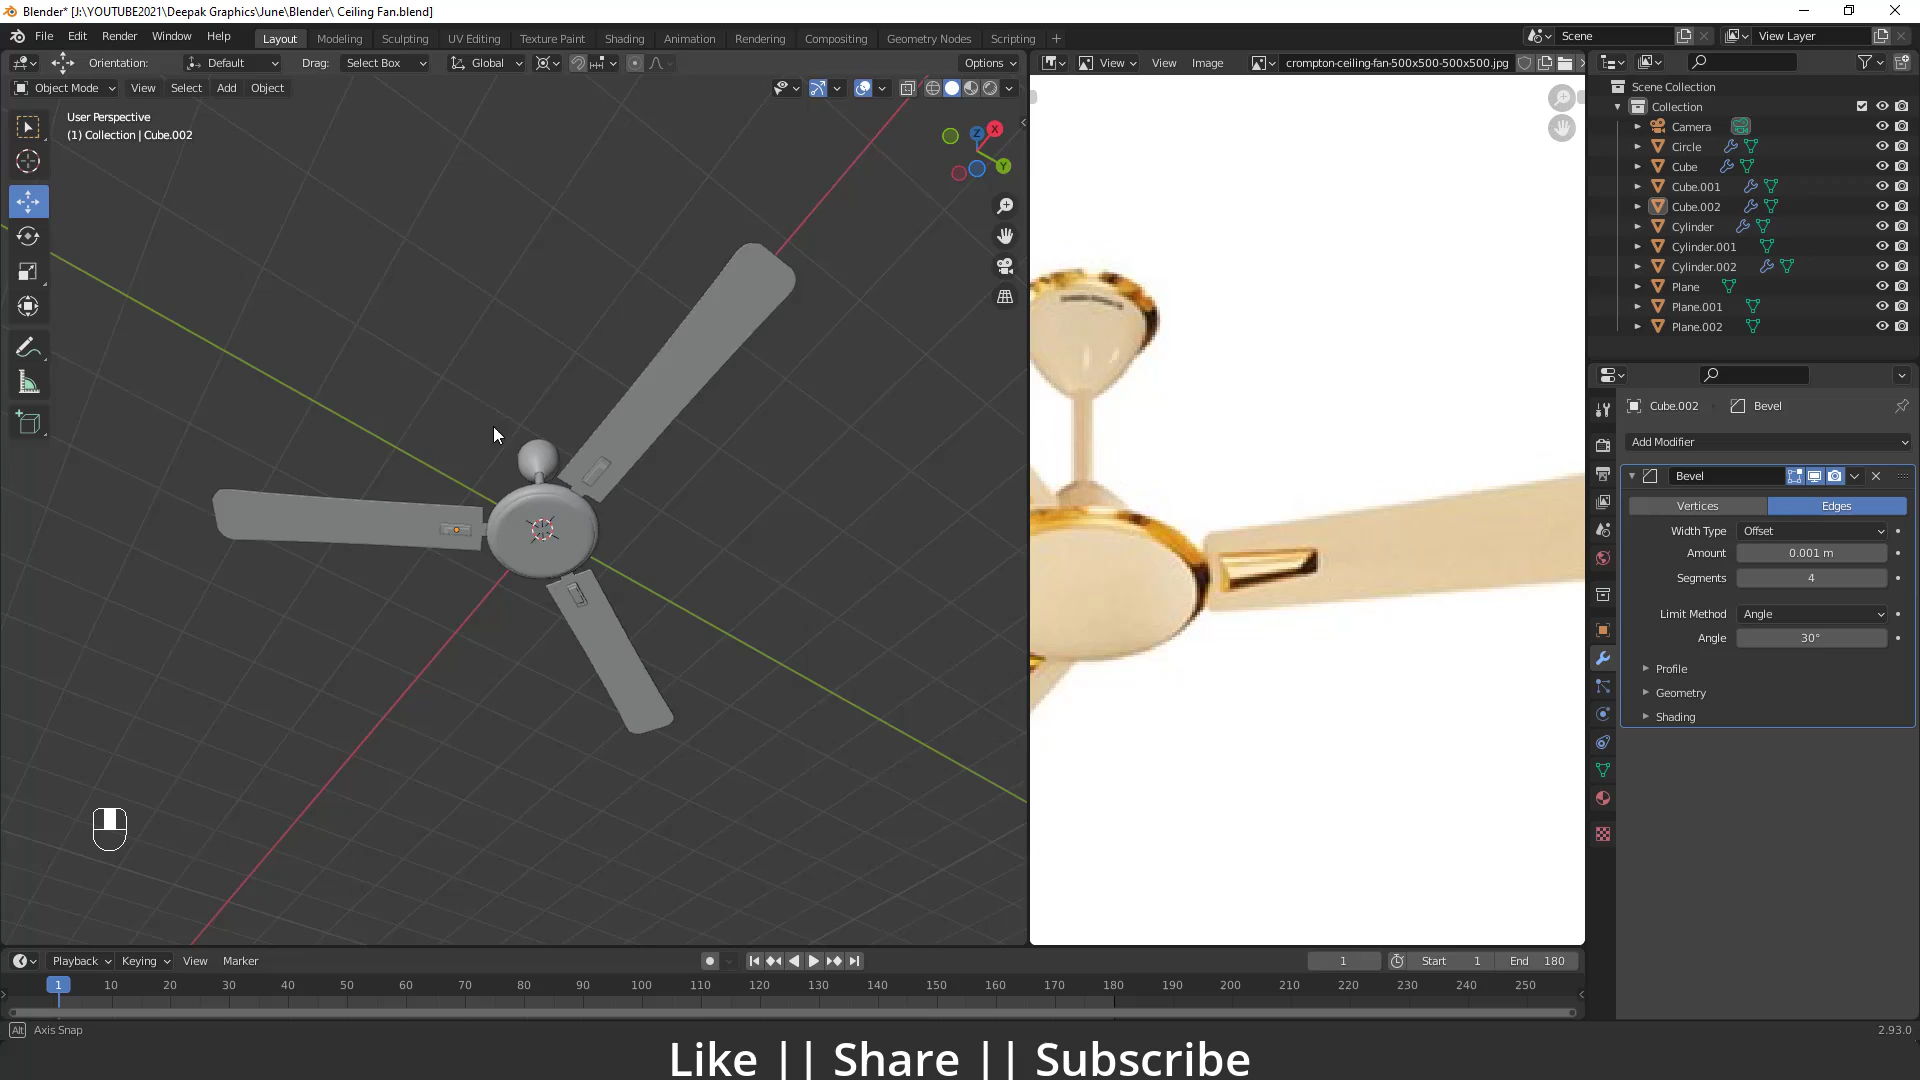 Blender* [J:\YOUTUBE2021\Deepak Graphics\June\Blender\ Ceiling Fan.blend]
File Edit Render Window Help
Layout Modeling Sculpting UV Editing Texture Paint Shading Animation Rendering Compositing Geometry Nodes Scripting +
Scene
View Layer
Orientation: Default Drag: Select Box Global Options
View View Image crompton-ceiling-fan-500x500-500x500.jpg
Object Mode View Select Add Object
User Perspective
(1) Collection | Cube.002
Z X Y
Scene Collection
Collection
Camera
Circle
Cube
Cube.001
Cube.002
Cylinder
Cylinder.001
Cylinder.002
Plane
Plane.001
Plane.002
Cube.002 Bevel
Add Modifier
Bevel
Vertices Edges
Width Type Offset
Amount 0.001 m
Segments 4
Limit Method Angle
Angle 30°
Profile
Geometry
Shading
Playback Keying View Marker
1 Start 1 End 180
1 10 20 30 40 50 60 70 80 90 100 110 120 130 140 150 160 170 180 190 200 210 220 230 240 250
Alt Axis Snap
2.93.0
Like || Share || Subscribe